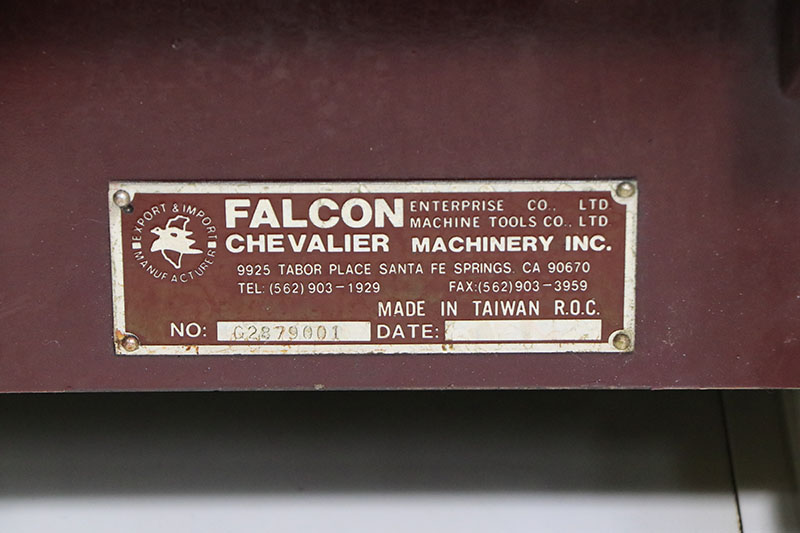 EXPORT & IMPORT
MANUFACTURER
FALCON ENTERPRISE CO., LTD
MACHINE TOOLS CO., LTD
CHEVALIER MACHINERY INC.
9925 TABOR PLACE SANTA FE SPRINGS, CA 90670
TEL: (562) 903-1929 FAX:(562)903-3959
MADE IN TAIWAN R.O.C.
NO: G2879001 DATE: